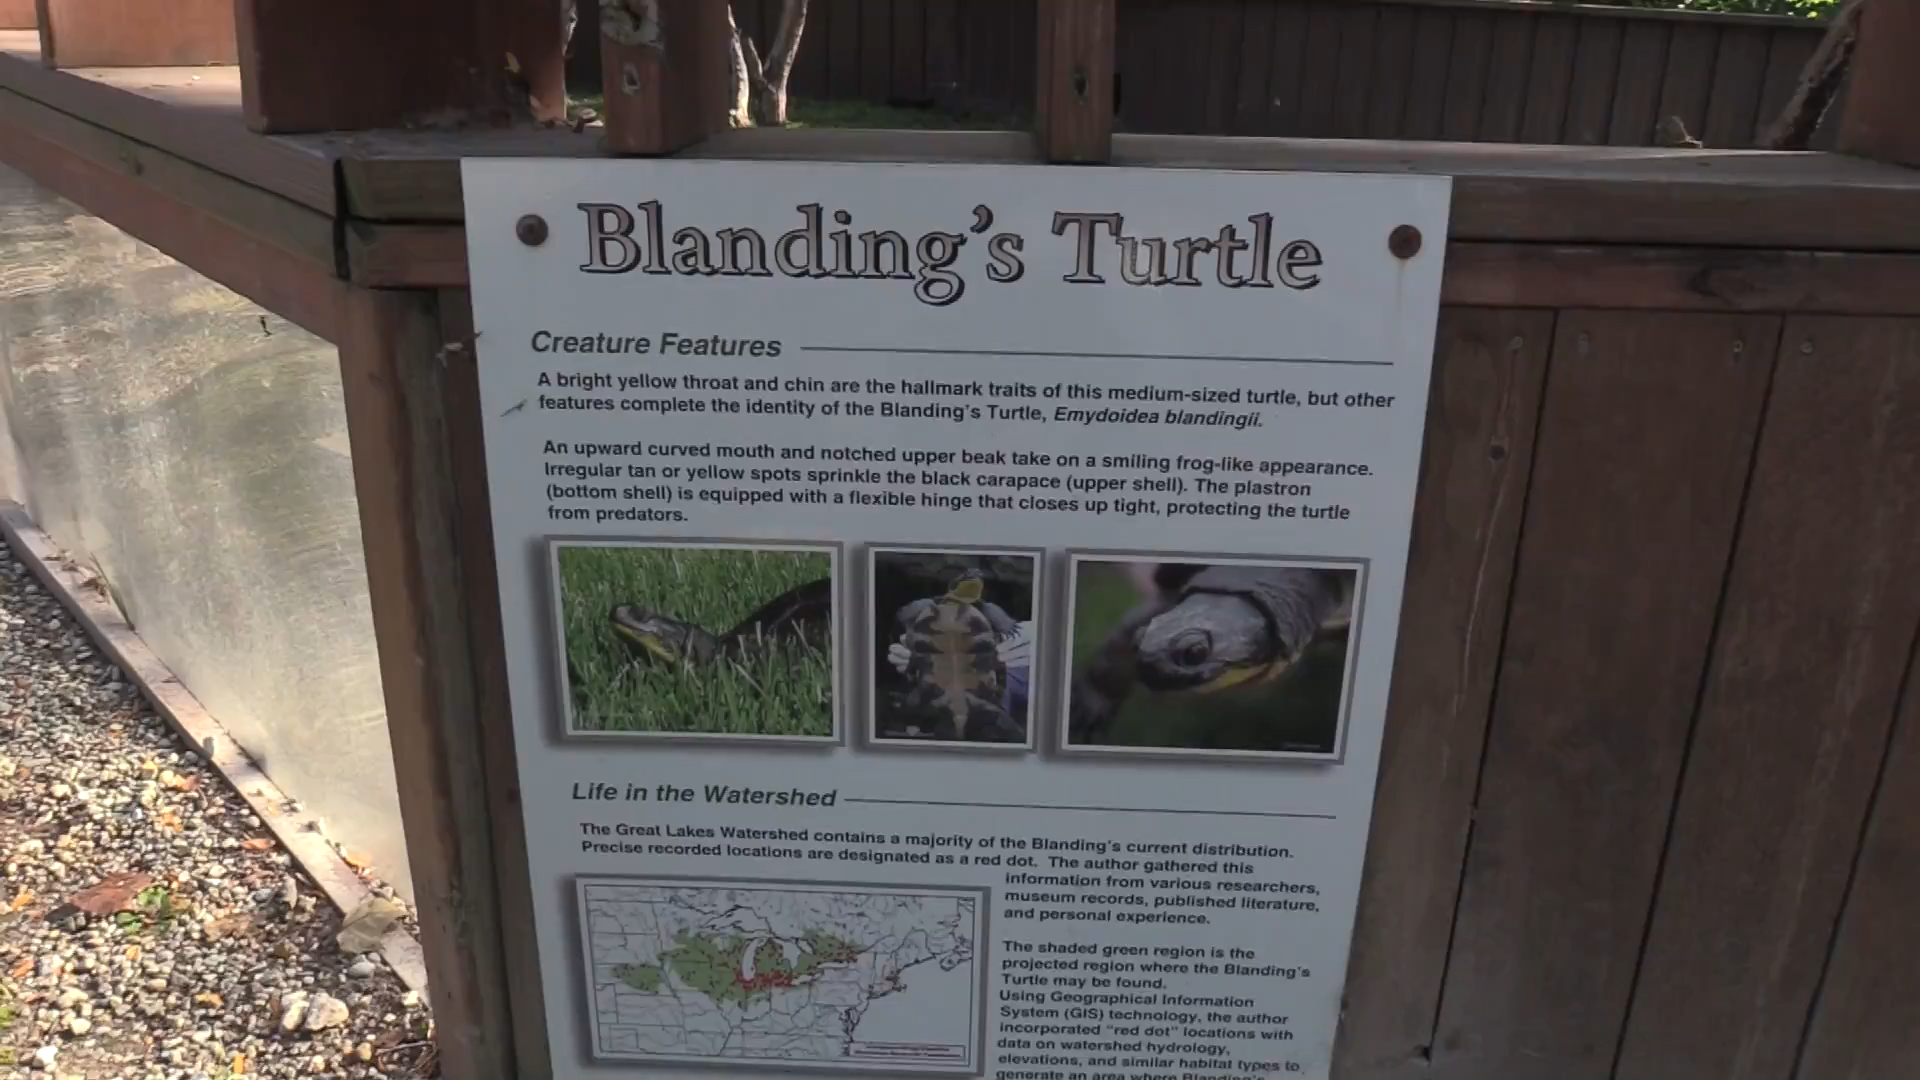 Blanding's Turtle
Creature Features
A bright yellow throat and chin are the hallmark traits of this medium-sized turtle, but other
features complete the identity of the Blanding's Turtle, Emydoidea blandingii.
An upward curved mouth and notched upper beak take on a smiling frog-like appearance.
Irregular tan or yellow spots sprinkle the black carapace (upper shell). The plastron
(bottom shell) is equipped with a flexible hinge that closes up tight, protecting the turtle
from predators.
Life in the Watershed
The Great Lakes Watershed contains a majority of the Blanding's current distribution.
Precise recorded locations are designated as a red dot. The author gathered this
information from various researchers,
museum records, published literature,
and personal experience.
The shaded green region is the
projected region where the Blanding's
Turtle may be found.
Using Geographical Information
System (GIS) technology, the author
incorporated "red dot" locations with
data on watershed hydrology,
elevations, and similar habitat types to
generate an area where Blanding's